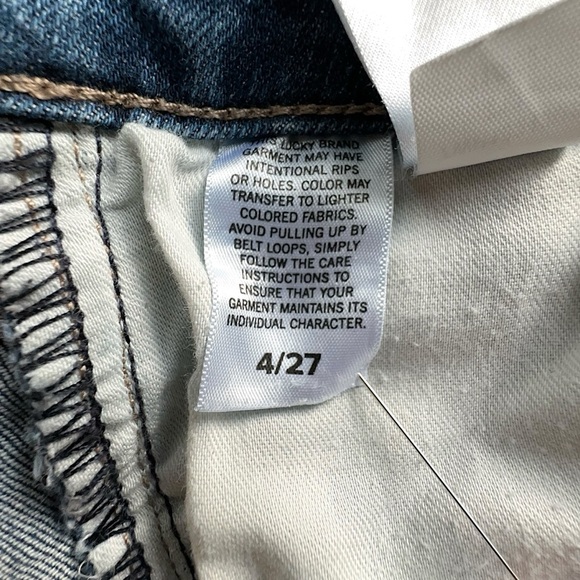 THIS LUCKY BRAND
GARMENT MAY HAVE
INTENTIONAL RIPS
OR HOLES. COLOR MAY
TRANSFER TO LIGHTER
COLORED FABRICS.
AVOID PULLING UP BY
BELT LOOPS, SIMPLY
FOLLOW THE CARE
INSTRUCTIONS TO
ENSURE THAT YOUR
GARMENT MAINTAINS ITS
INDIVIDUAL CHARACTER.
4/27